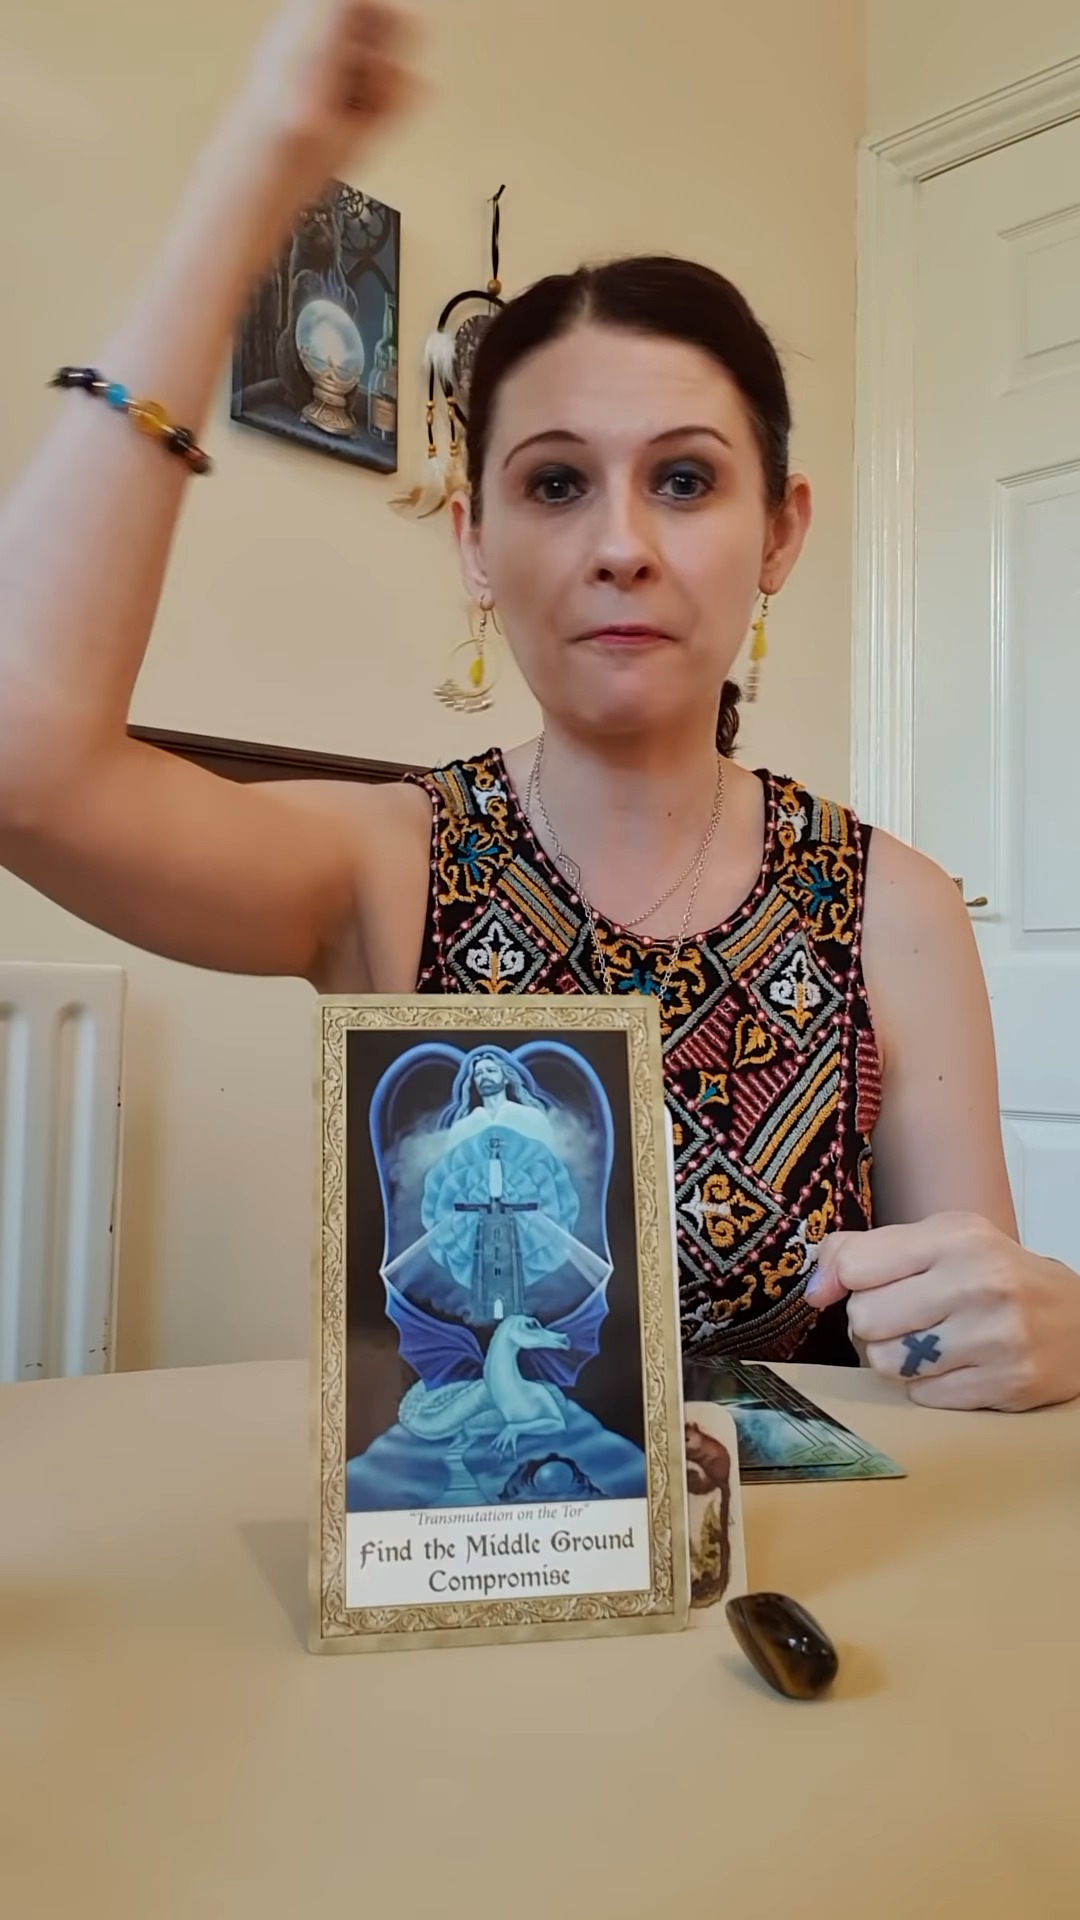 "Transmutation on the Tor"
Find the Middle Ground
Compromise